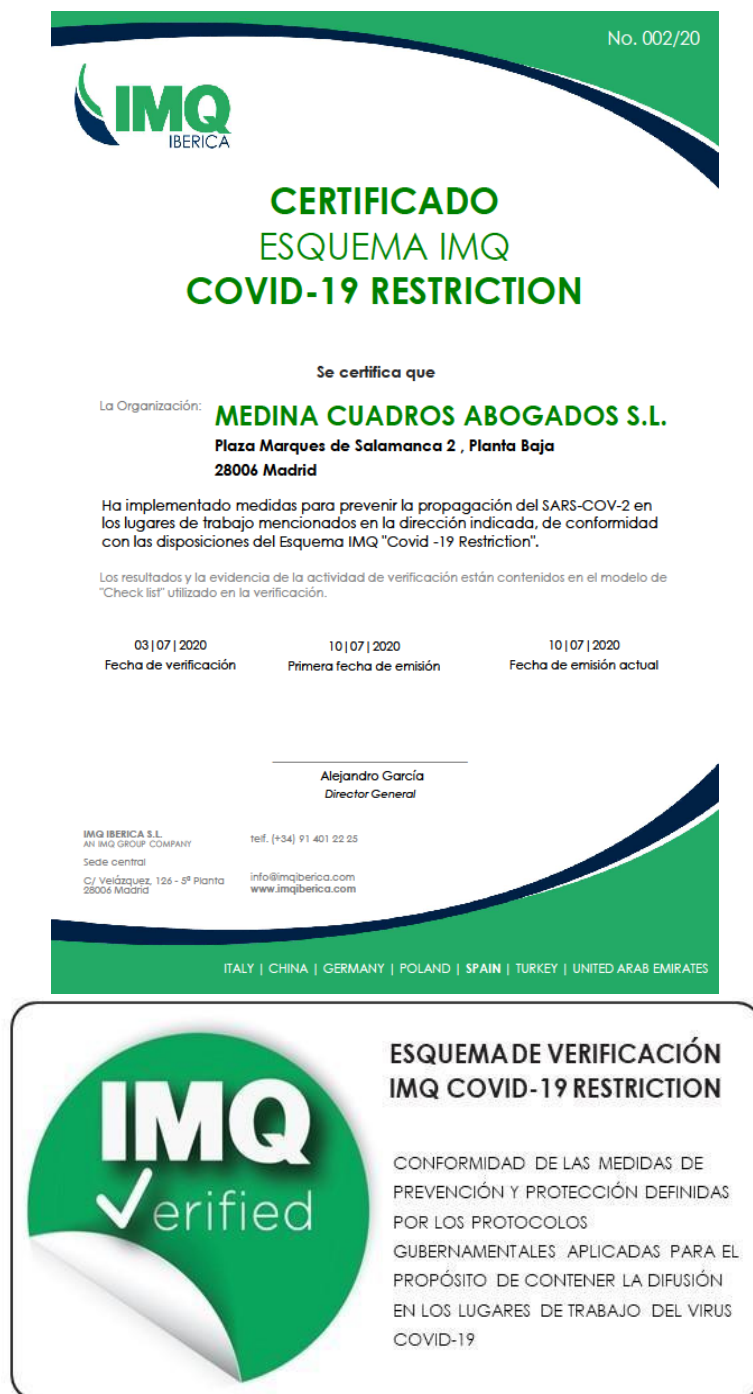 No. 002/20
IMQ
IBERICA
CERTIFICADO
ESQUEMA IMQ
COVID-19 RESTRICTION
Se certifica que
La Organización: MEDINA CUADROS ABOGADOS S.L.
Plaza Marques de Salamanca 2 , Planta Baja
28006 Madrid
Ha implementado medidas para prevenir la propagación del SARS-COV-2 en
los lugares de trabajo mencionados en la dirección indicada, de conformidad
con las disposiciones del Esquema IMQ "Covid -19 Restriction".
Los resultados y la evidencia de la actividad de verificación están contenidos en el modelo de
"Check list" utilizado en la verificación.
03|07|2020 10|07|2020 10|07|2020
Fecha de verificación Primera fecha de emisión Fecha de emisión actual
Alejandro García
Director General
IMQ IBERICA S.L.
AN IMQ GROUP COMPANY
Sede central
C/ Velázquez, 126 - 5ª Planta
28006 Madrid
telf. (+34) 91 401 22 25
info@imqiberica.com
www.imqiberica.com
ITALY | CHINA | GERMANY | POLAND | SPAIN | TURKEY | UNITED ARAB EMIRATES
IMQ
Verified
ESQUEMA DE VERIFICACIÓN
IMQ COVID-19 RESTRICTION
CONFORMIDAD DE LAS MEDIDAS DE
PREVENCIÓN Y PROTECCIÓN DEFINIDAS
POR LOS PROTOCOLOS
GUBERNAMENTALES APLICADAS PARA EL
PROPÓSITO DE CONTENER LA DIFUSIÓN
EN LOS LUGARES DE TRABAJO DEL VIRUS
COVID-19